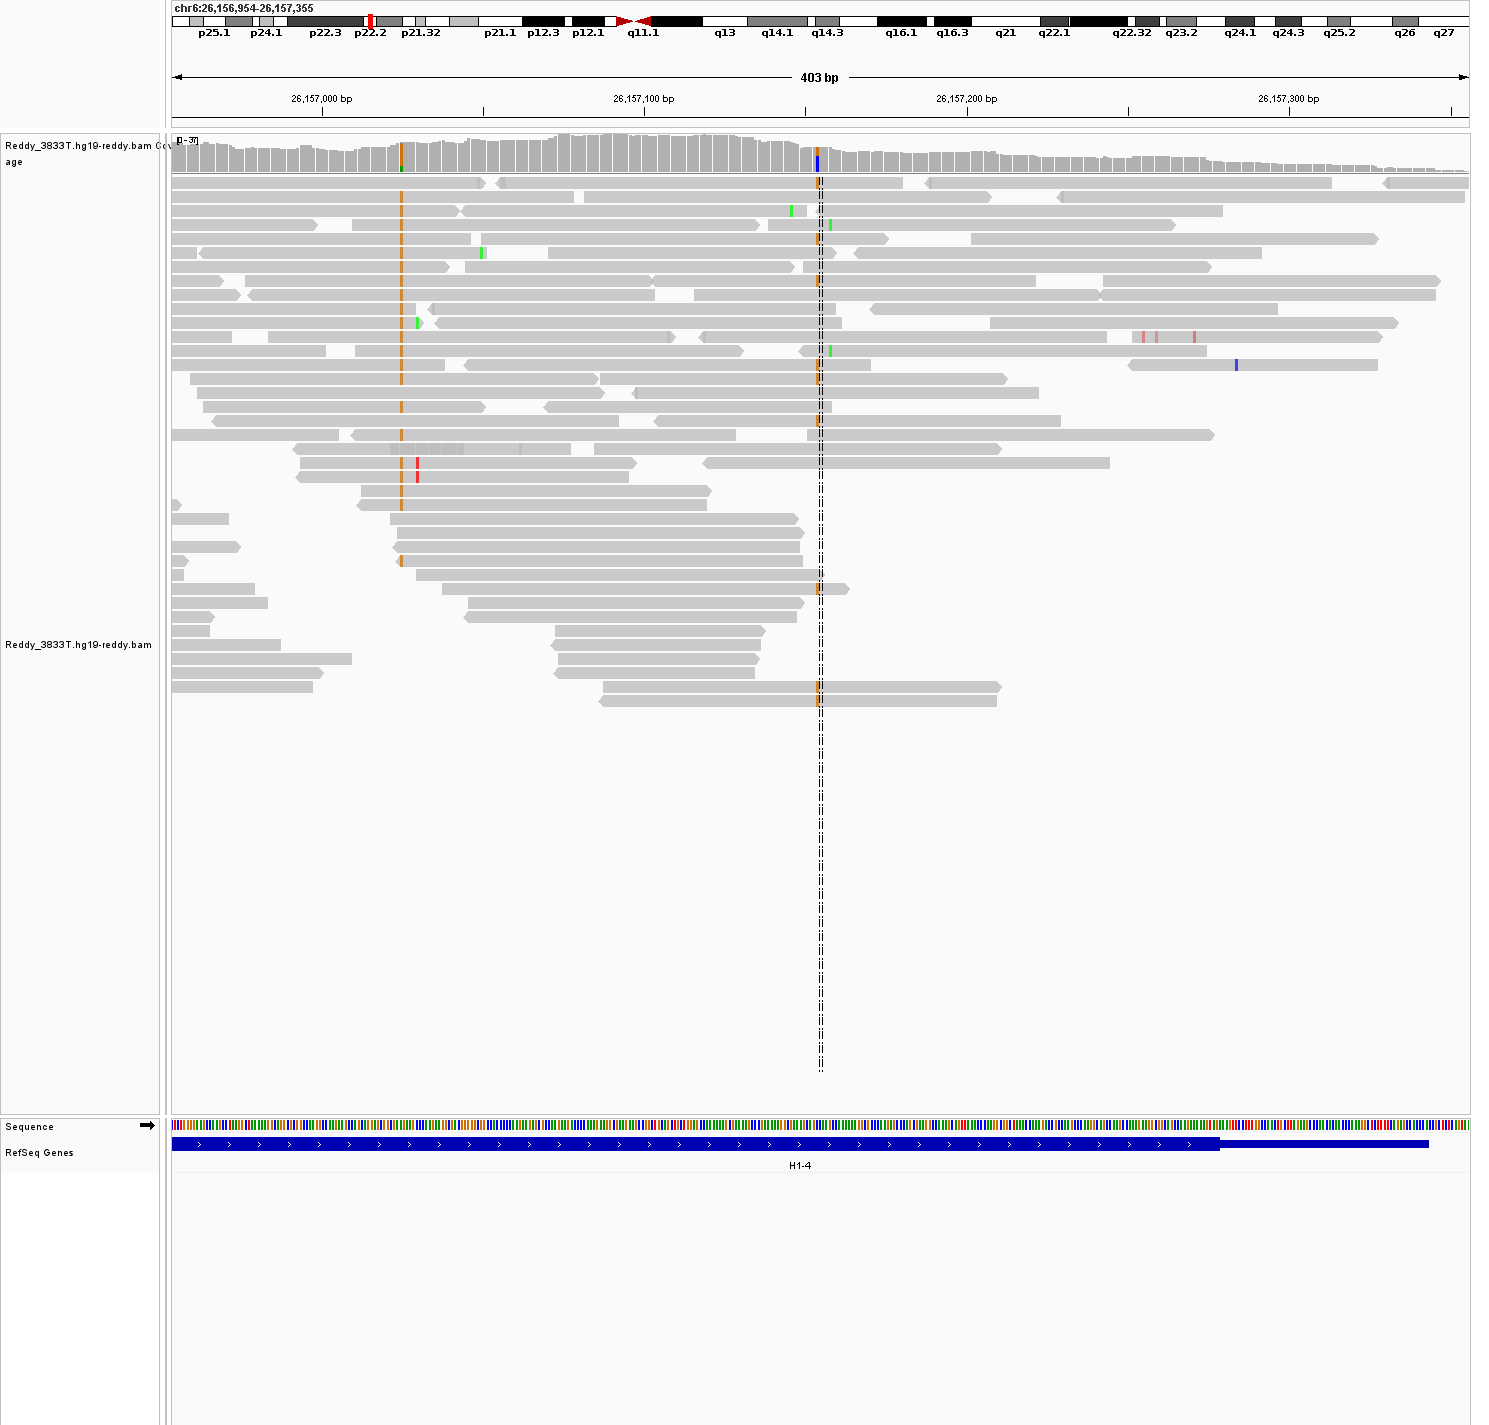 chr6:26,156,954-26,157,355
p25.1 p24.1 p22.3 p22.2 p21.32 p21.1 p12.3 p12.1 q11.1 q13 q14.1 q14.3 q16.1 q16.3 q21 q22.1 q22.32 q23.2 q24.1 q24.3 q25.2 q26 q27
403 bp
26,157,000 bp 26,157,100 bp 26,157,200 bp 26,157,300 bp
Reddy_3833T.hg19-reddy.bam Cov
age
[0-37]
Reddy_3833T.hg19-reddy.bam
Sequence
RefSeq Genes
H1-4